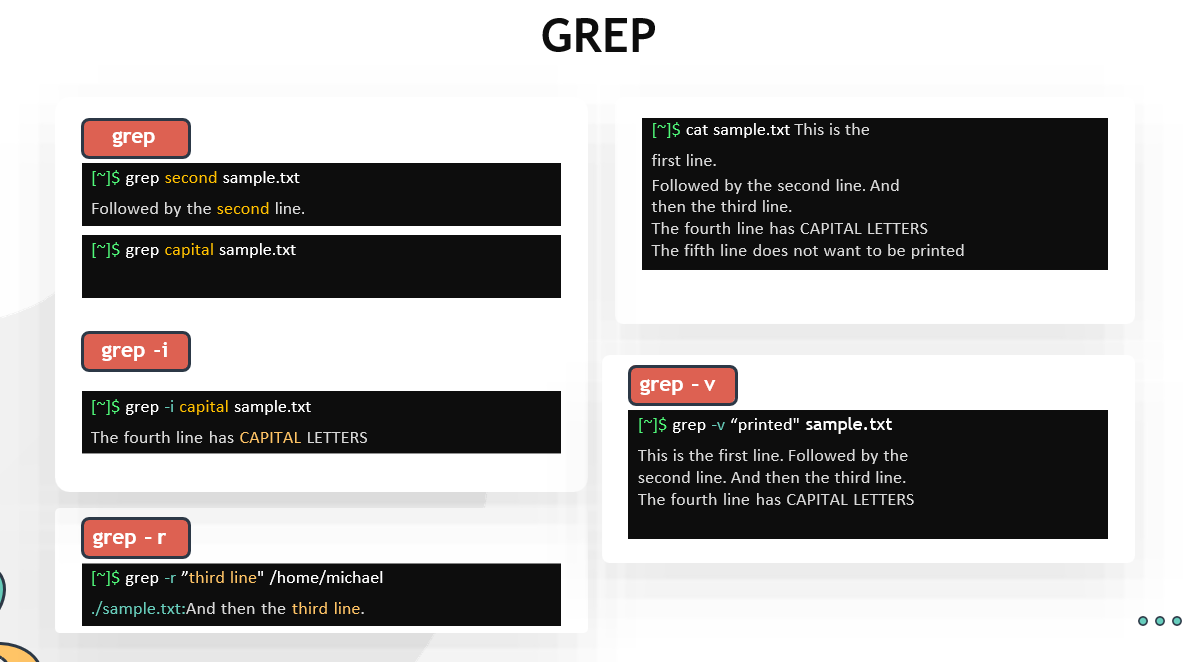 GREP
grep
[~]$ grep second sample.txt
Followed by the second line.
[~]$ grep capital sample.txt
grep -i
[~]$ grep -i capital sample.txt
The fourth line has CAPITAL LETTERS
grep - r
[~]$ grep -r ”third line" /home/michael
./sample.txt:And then the third line.
[~]$ cat sample.txt This is the
first line.
Followed by the second line. And
then the third line.
The fourth line has CAPITAL LETTERS
The fifth line does not want to be printed
grep - v
[~]$ grep -v “printed" sample.txt
This is the first line. Followed by the
second line. And then the third line.
The fourth line has CAPITAL LETTERS